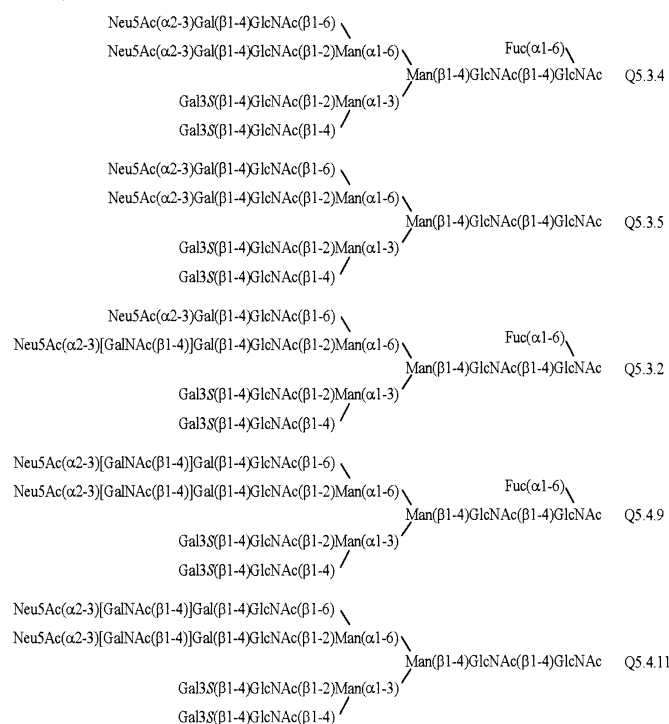 Neu5Ac(α2-3)Gal(β1-4)GlcNAc(β1-6)
Neu5Ac(α2-3)Gal(β1-4)GlcNAc(β1-2)Man(α1-6) Fuc(α1-6)
Man(β1-4)GlcNAc(β1-4)GlcNAc Q5.3.4
Gal3S(β1-4)GlcNAc(β1-2)Man(α1-3)
Gal3S(β1-4)GlcNAc(β1-4)
Neu5Ac(α2-3)Gal(β1-4)GlcNAc(β1-6)
Neu5Ac(α2-3)Gal(β1-4)GlcNAc(β1-2)Man(α1-6)
Man(β1-4)GlcNAc(β1-4)GlcNAc Q5.3.5
Gal3S(β1-4)GlcNAc(β1-2)Man(α1-3)
Gal3S(β1-4)GlcNAc(β1-4)
Neu5Ac(α2-3)Gal(β1-4)GlcNAc(β1-6)
Neu5Ac(α2-3)[GalNAc(β1-4)]Gal(β1-4)GlcNAc(β1-2)Man(α1-6) Fuc(α1-6)
Man(β1-4)GlcNAc(β1-4)GlcNAc Q5.3.2
Gal3S(β1-4)GlcNAc(β1-2)Man(α1-3)
Gal3S(β1-4)GlcNAc(β1-4)
Neu5Ac(α2-3)[GalNAc(β1-4)]Gal(β1-4)GlcNAc(β1-6)
Neu5Ac(α2-3)[GalNAc(β1-4)]Gal(β1-4)GlcNAc(β1-2)Man(α1-6) Fuc(α1-6)
Man(β1-4)GlcNAc(β1-4)GlcNAc Q5.4.9
Gal3S(β1-4)GlcNAc(β1-2)Man(α1-3)
Gal3S(β1-4)GlcNAc(β1-4)
Neu5Ac(α2-3)[GalNAc(β1-4)]Gal(β1-4)GlcNAc(β1-6)
Neu5Ac(α2-3)[GalNAc(β1-4)]Gal(β1-4)GlcNAc(β1-2)Man(α1-6)
Man(β1-4)GlcNAc(β1-4)GlcNAc Q5.4.11
Gal3S(β1-4)GlcNAc(β1-2)Man(α1-3)
Gal3S(β1-4)GlcNAc(β1-4)